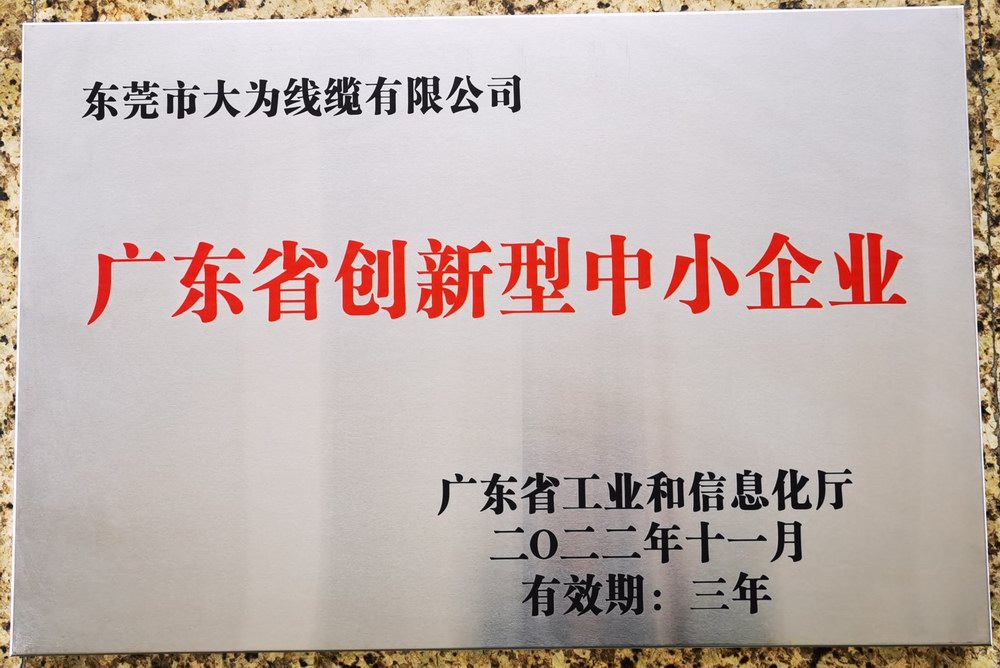 东莞市大为线缆有限公司
广东省创新型中小企业
广东省工业和信息化厅
二O二二年十一月
有效期：三年